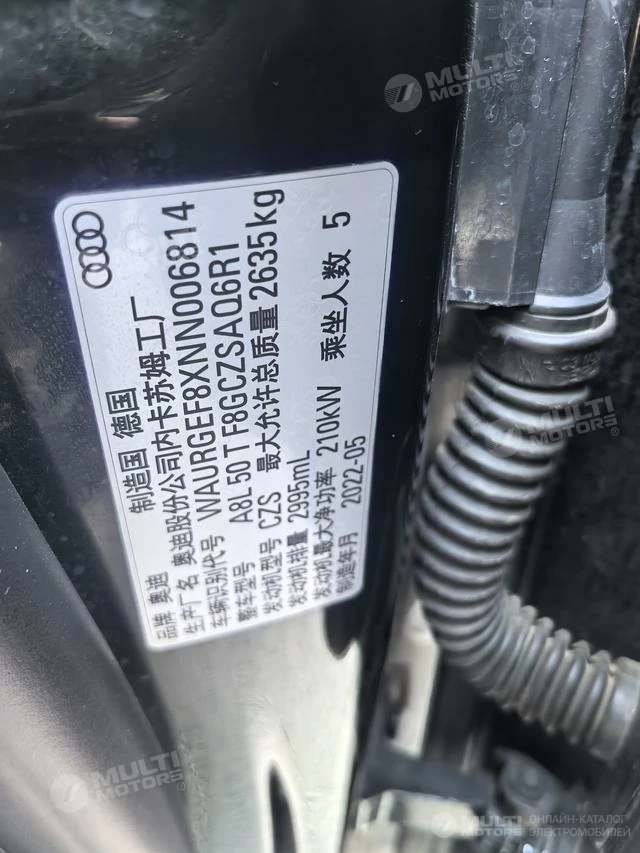 品牌 奥迪 制造国 德国
生产厂名 奥迪股份公司内卡苏姆工厂
车辆识别代号 WAURGEF8XNN006814
整车型号 A8L 50 T F8GCZSAQ6R1
发动机型号 CZS 最大允许总质量 2635kg
发动机排量 2995mL
发动机最大净功率 210kW 乘坐人数 5
制造年月 2022-05
MULTI
MOTORS
MULTI
MOTORS
MULTI
MOTORS
ОНЛАЙН-КАТАЛОГ
ЭЛЕКТРОМОБИЛЕЙ